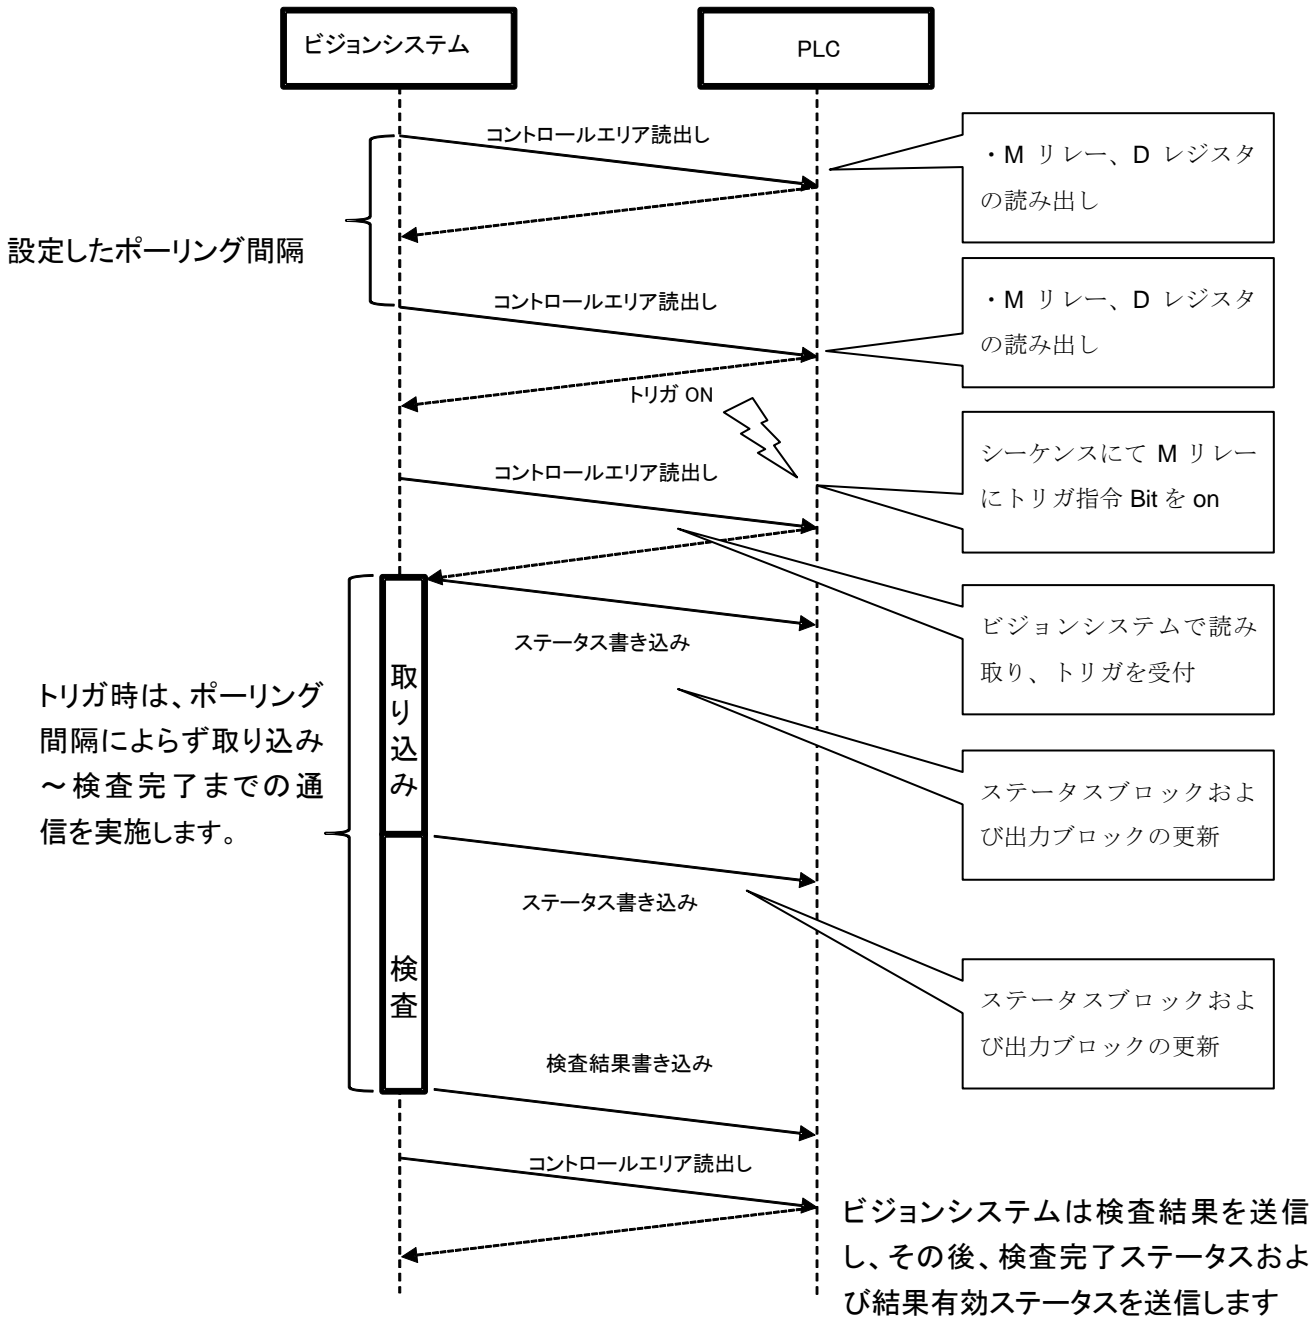 ビジョンシステム
PLC
コントロールエリア読出し
・M リレー、D レジスタ
の読み出し
設定したポーリング間隔
コントロールエリア読出し
・M リレー、D レジスタ
の読み出し
トリガ ON
コントロールエリア読出し
シーケンスにて M リレー
にトリガ指令 Bit を on
ステータス書き込み
ビジョンシステムで読み
取り、トリガを受付
取り込み
トリガ時は、ポーリング
間隔によらず取り込み
～検査完了までの通
信を実施します。
ステータスブロックおよ
び出力ブロックの更新
ステータス書き込み
検査
ステータスブロックおよ
び出力ブロックの更新
検査結果書き込み
コントロールエリア読出し
ビジョンシステムは検査結果を送信
し、その後、検査完了ステータスおよ
び結果有効ステータスを送信します